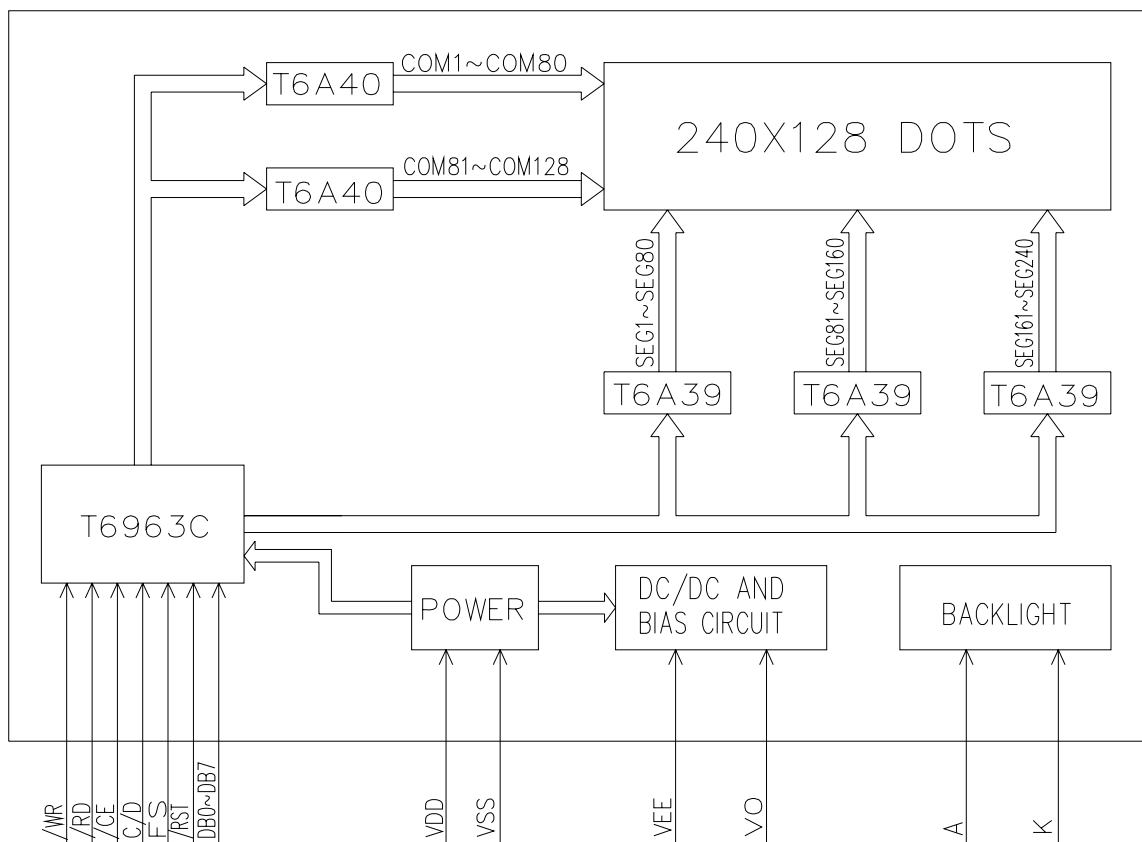 COM1~COM80
T6A40
240X128 DOTS
COM81~COM128
T6A40
SEG1~SEG80
SEG81~SEG160
SEG161~SEG240
T6A39
T6A39
T6A39
T6963C
POWER
DC/DC AND
BIAS CIRCUIT
BACKLIGHT
/WR
/RD
/CE
C/D
FS
/RST
DB0~DB7
VDD
VSS
VEE
VO
A
K